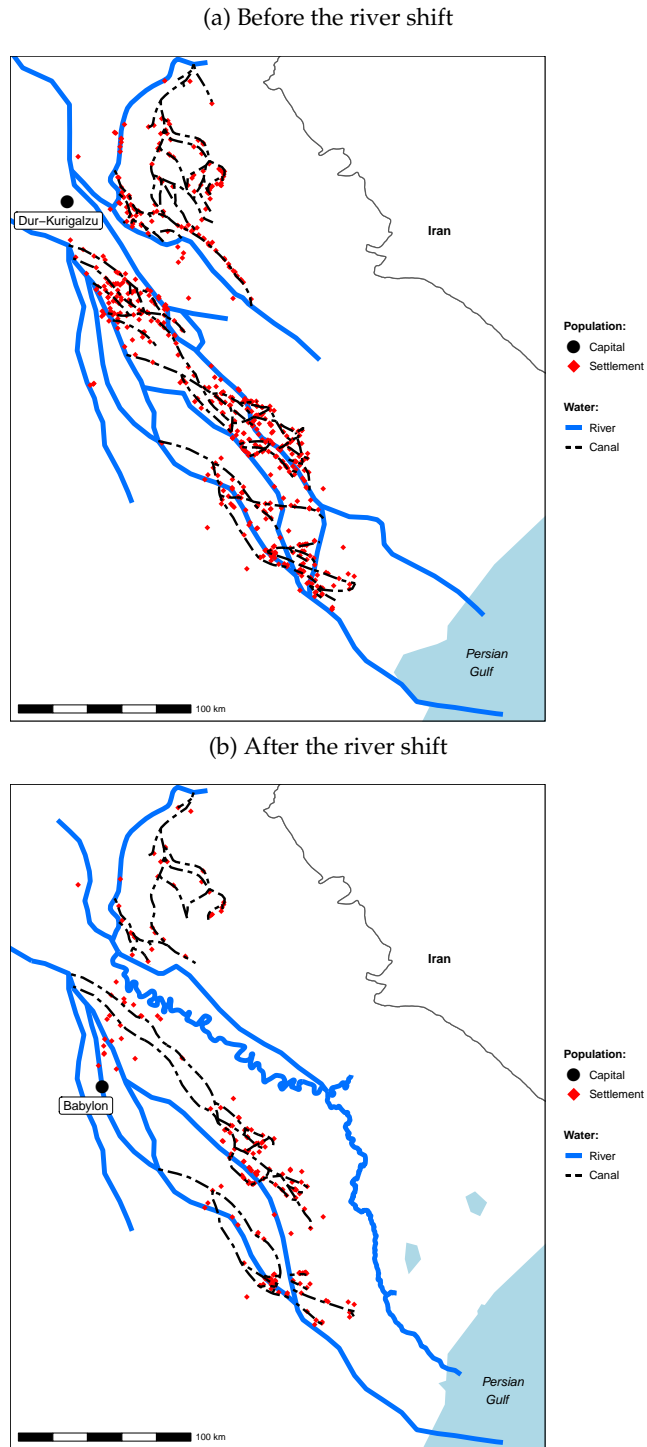 (a) Before the river shift
Dur−Kurigalzu
Iran
Population:
Capital
Settlement
Water:
River
Canal
Persian
Gulf
100 km
(b) After the river shift
Iran
Population:
Capital
Settlement
Babylon
Water:
River
Canal
Persian
Gulf
100 km